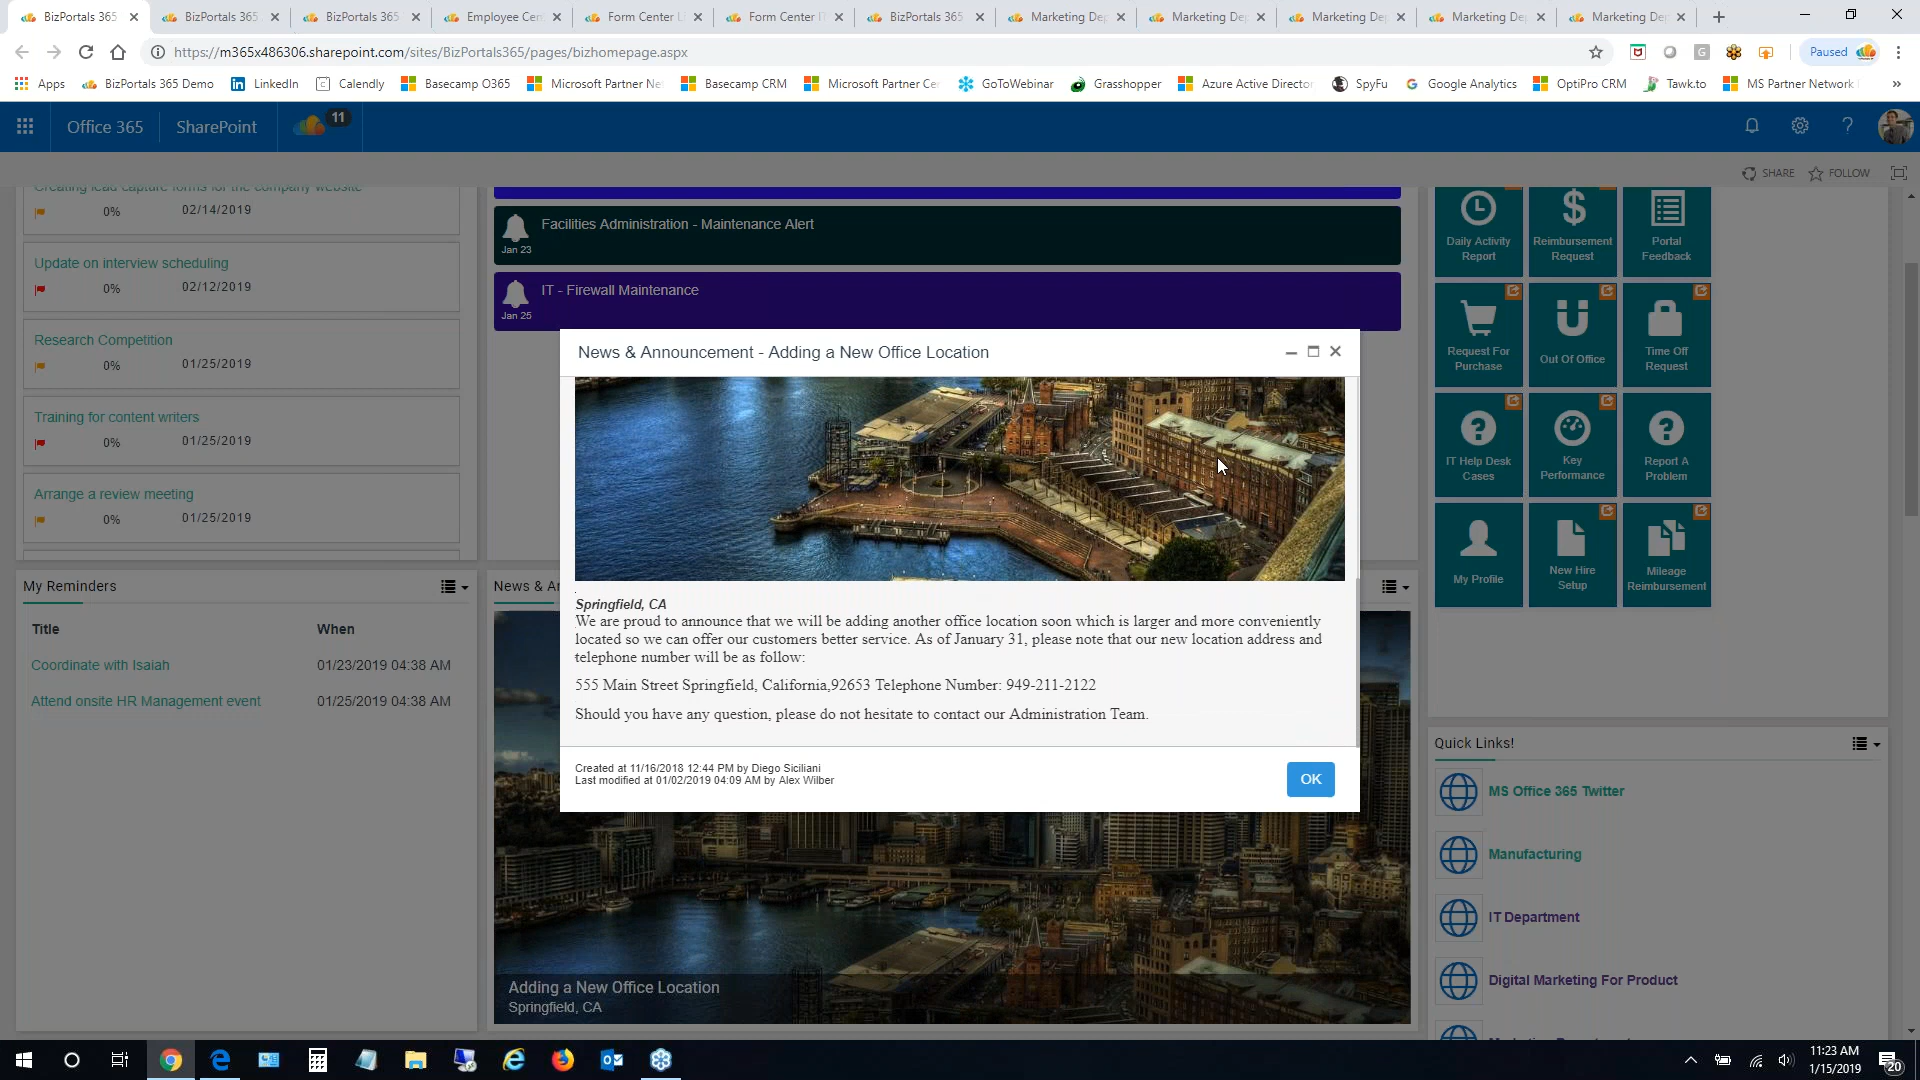 BizPortals 365
BizPortals 365
BizPortals 365
Employee Cen
Form Center
Form Center
BizPortals 365
Marketing Dep
Marketing De
Marketing De
Marketing De
Marketing De
https://m365x486306.sharepoint.com/sites/BizPortals365/pages/bizhomepage.aspx
Paused
Apps
BizPortals 365 Demo
LinkedIn
Calendly
Basecamp O365
Microsoft Partner Ne
Basecamp CRM
Microsoft Partner Ce
GoToWebinar
Grasshopper
Azure Active Director
SpyFu
Google Analytics
OptiPro CRM
Tawk.to
MS Partner Network
Office 365
SharePoint
11
SHARE
FOLLOW
Creating lead capture forms for the company website
0% 02/14/2019
Update on interview scheduling
0% 02/12/2019
Research Competition
0% 01/25/2019
Training for content writers
0% 01/25/2019
Arrange a review meeting
0% 01/25/2019
Facilities Administration - Maintenance Alert
Jan 23
IT - Firewall Maintenance
Jan 25
Daily Activity
Report
Reimbursement
Request
Portal
Feedback
Request For
Purchase
Out Of Office
Time Off
Request
IT Help Desk
Cases
Key
Performance
Report A
Problem
My Profile
New Hire
Setup
Mileage
Reimbursement
News & Announcement - Adding a New Office Location
Springfield, CA
We are proud to announce that we will be adding another office location soon which is larger and more conveniently
located so we can offer our customers better service. As of January 31, please note that our new location address and
telephone number will be as follow:
555 Main Street Springfield, California,92653 Telephone Number: 949-211-2122
Should you have any question, please do not hesitate to contact our Administration Team.
Created at 11/16/2018 12:44 PM by Diego Siciliani
Last modified at 01/02/2019 04:09 AM by Alex Wilber
OK
My Reminders
Title When
Coordinate with Isaiah 01/23/2019 04:38 AM
Attend onsite HR Management event 01/25/2019 04:38 AM
News & A
Adding a New Office Location
Springfield, CA
Quick Links!
MS Office 365 Twitter
Manufacturing
IT Department
Digital Marketing For Product
11:23 AM
1/15/2019
20